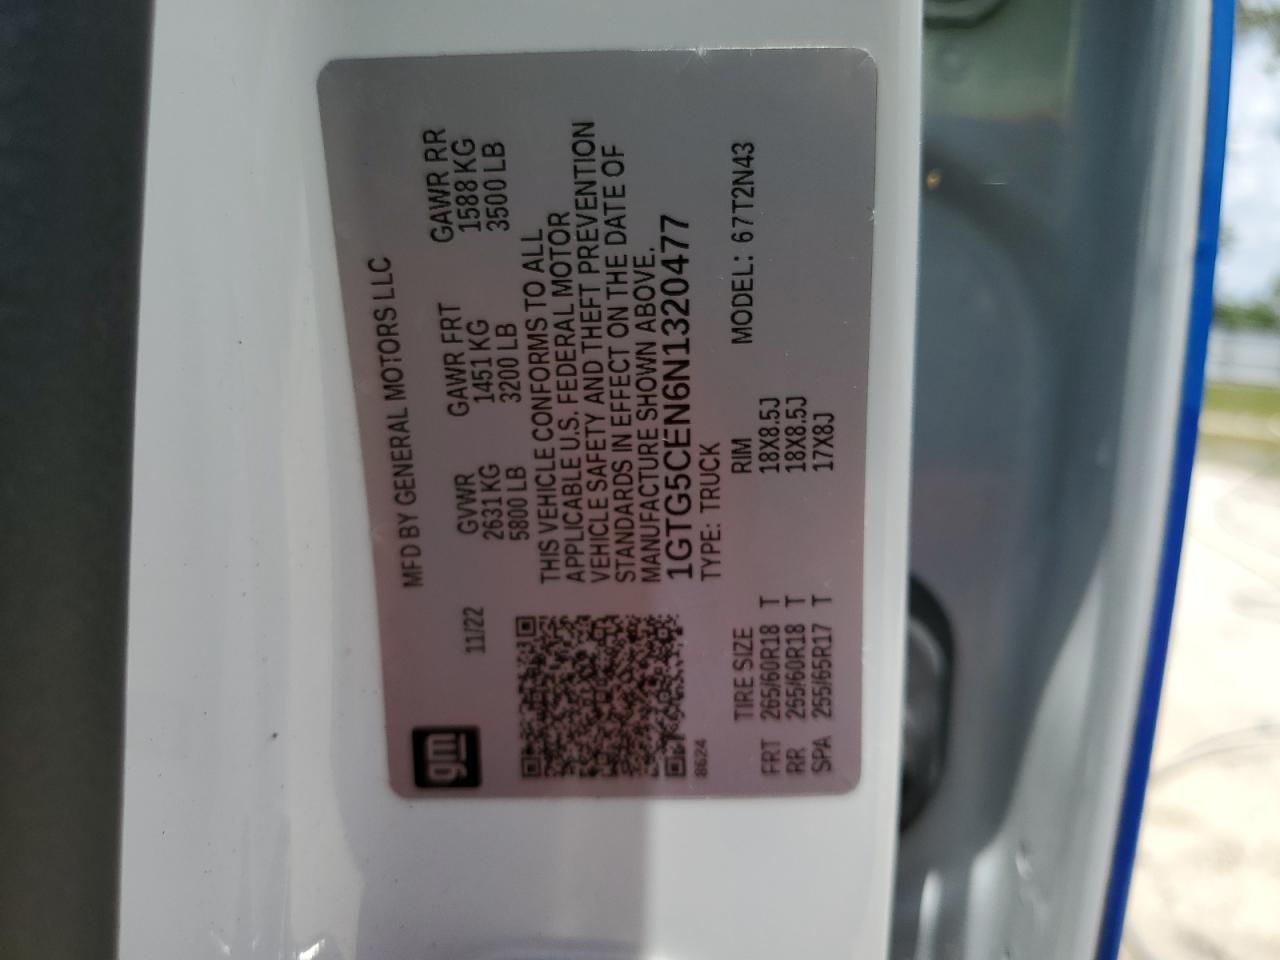 gm
MFD BY GENERAL MOTORS LLC
11/22
GVWR GAWR FRT GAWR RR
2631 KG 1451 KG 1588 KG
5800 LB 3200 LB 3500 LB
THIS VEHICLE CONFORMS TO ALL
APPLICABLE U.S. FEDERAL MOTOR
VEHICLE SAFETY AND THEFT PREVENTION
STANDARDS IN EFFECT ON THE DATE OF
MANUFACTURE SHOWN ABOVE.
1GTG5CEN6N1320477
8624
TYPE: TRUCK MODEL: 67T2N43
TIRE SIZE RIM
FRT 265/60R18 T 18X8.5J
RR 265/60R18 T 18X8.5J
SPA 255/65R17 T 17X8J